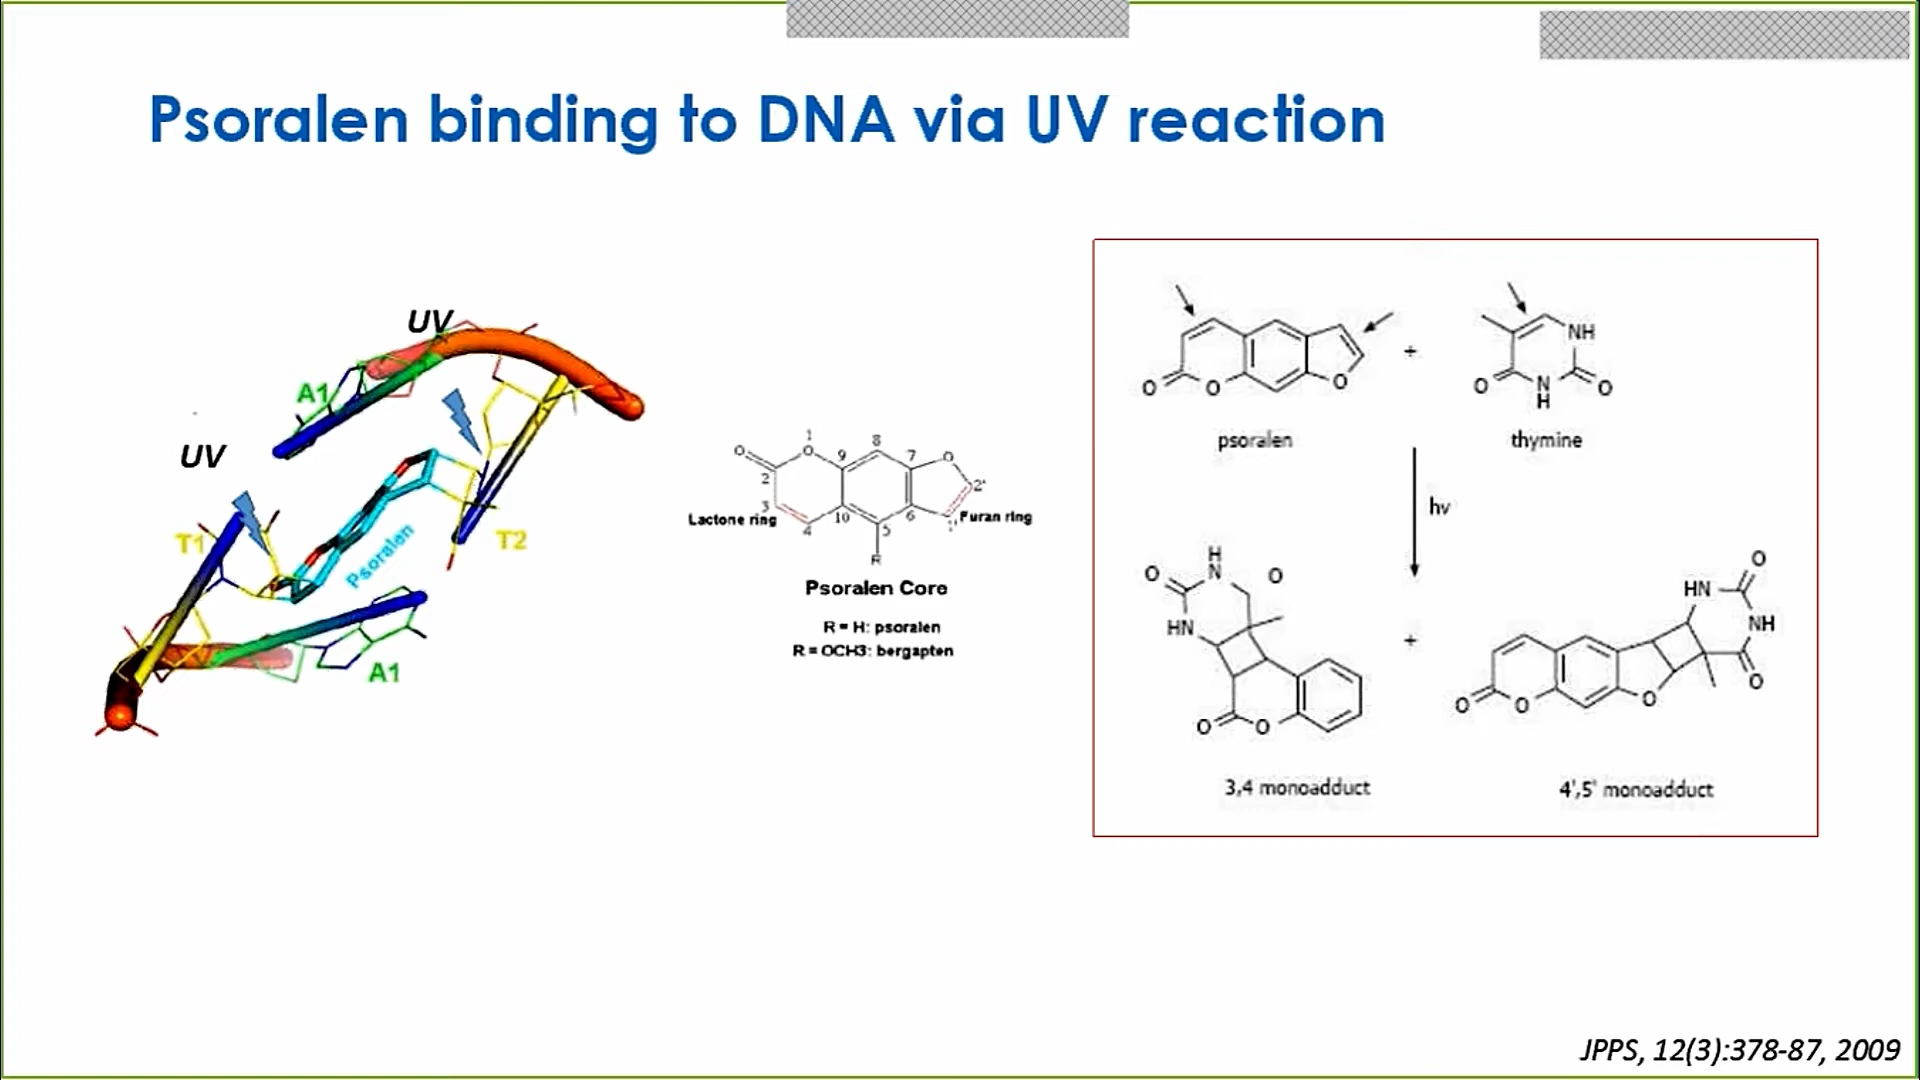 Psoralen binding to DNA via UV reaction
UV
A1
UV
T1
T2
Psoralen
A1
1
O
O
9
8
7
O
2
2'
3
Lactone ring
4
10
5
6
1'
Furan ring
R
Psoralen Core
R = H: psoralen
R = OCH3: bergapten
O
O
O
+
NH
O
N
H
O
psoralen
thymine
hv
H
N
O
O
HN
O
O
+
HN
O
NH
O
O
O
O
3,4 monoadduct
4',5' monoadduct
JPPS, 12(3):378-87, 2009